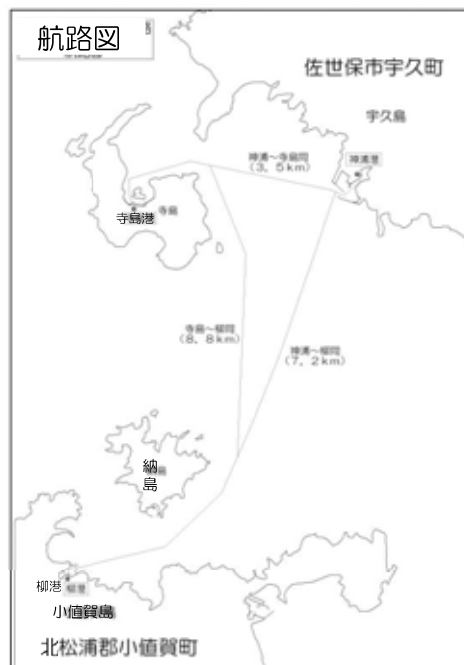 航路図
佐世保市宇久町
宇久島
神浦港
神浦～寺島間
(3．5km)
寺島
寺島港
寺島～柳間
(8．8km)
神浦～柳間
(7．2km)
納
島
柳港
柳港
小値賀島
北松浦郡小値賀町